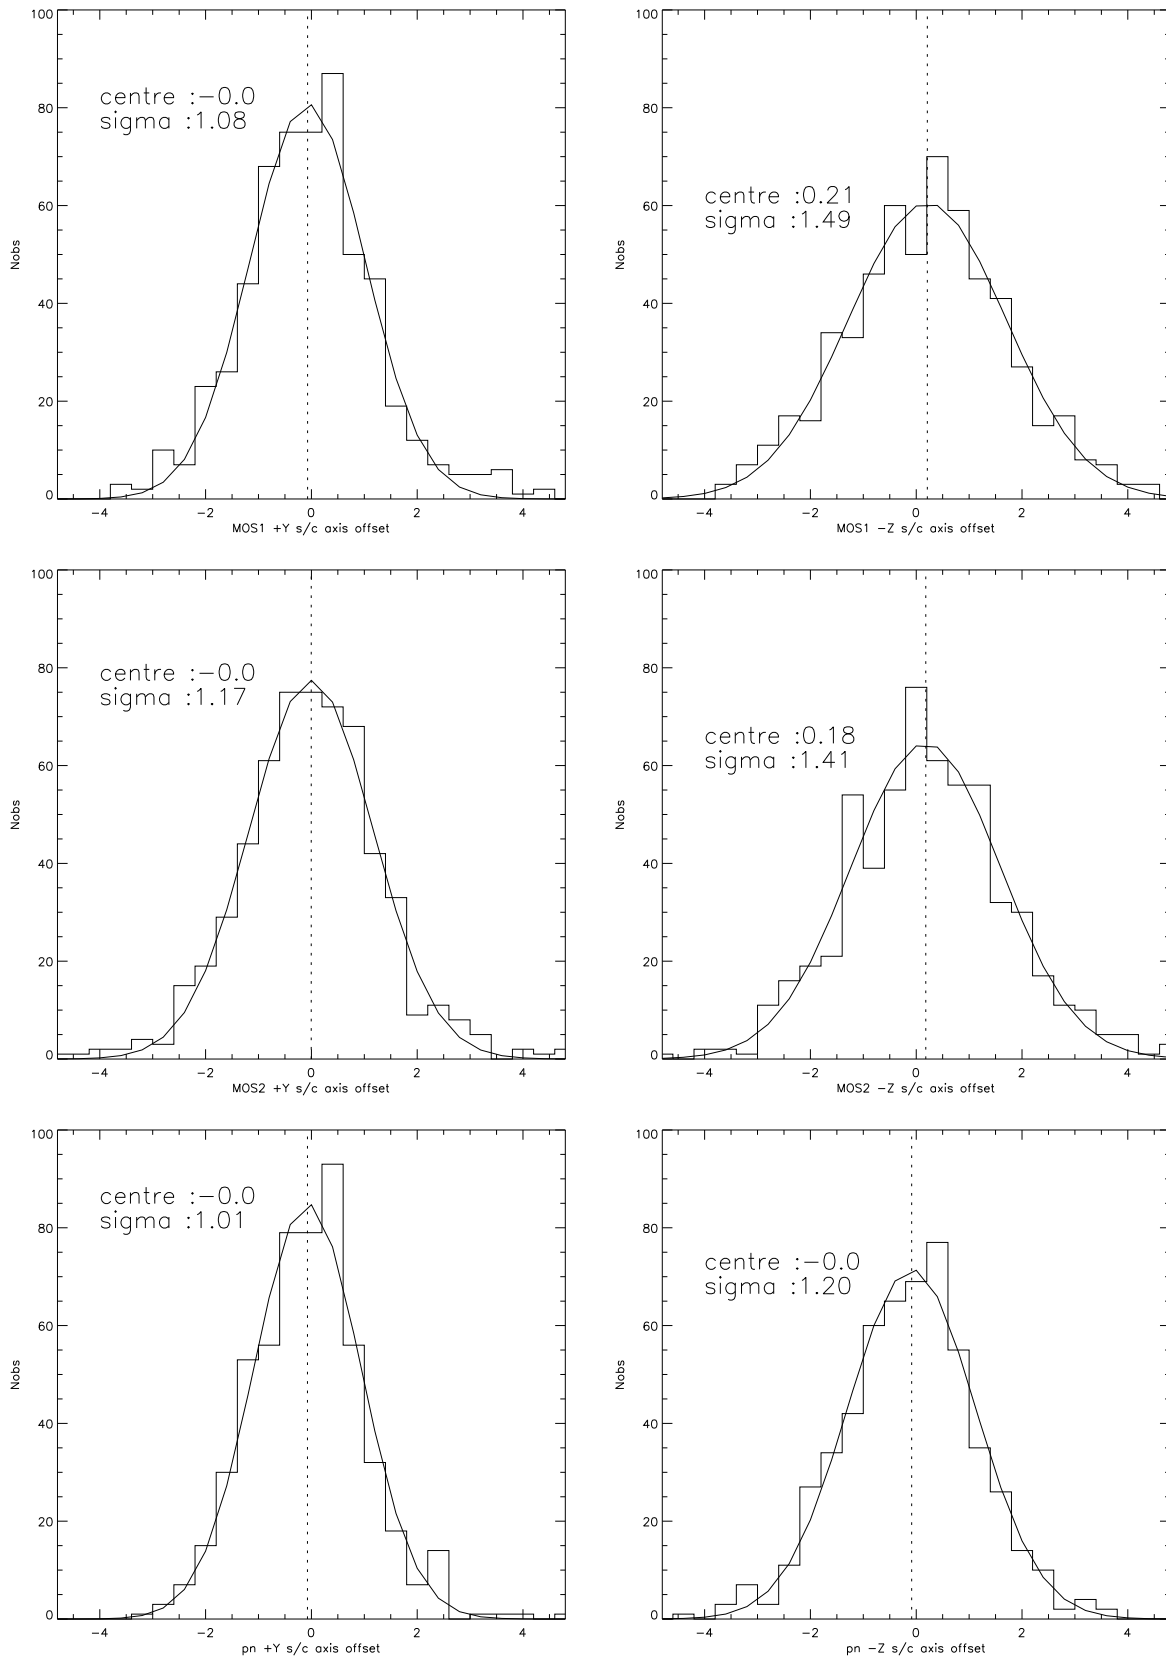 100
80
60
40
20
0
Nobs
centre :−0.0
sigma :1.08
−4 −2 0 2 4
MOS1 +Y s/c axis offset
100
80
60
40
20
0
Nobs
centre :0.21
sigma :1.49
−4 −2 0 2 4
MOS1 −Z s/c axis offset
100
80
60
40
20
0
Nobs
centre :−0.0
sigma :1.17
−4 −2 0 2 4
MOS2 +Y s/c axis offset
100
80
60
40
20
0
Nobs
centre :0.18
sigma :1.41
−4 −2 0 2 4
MOS2 −Z s/c axis offset
100
80
60
40
20
0
Nobs
centre :−0.0
sigma :1.01
−4 −2 0 2 4
pn +Y s/c axis offset
100
80
60
40
20
0
Nobs
centre :−0.0
sigma :1.20
−4 −2 0 2 4
pn −Z s/c axis offset